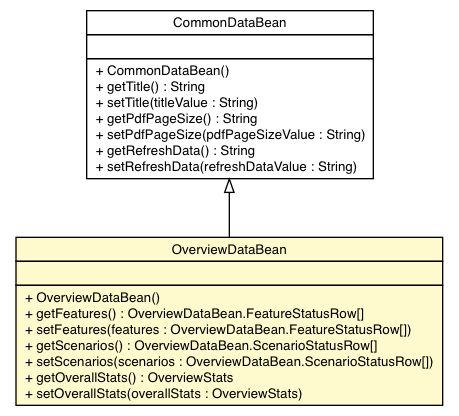 CommonDataBean
+ CommonDataBean()
+ getTitle() : String
+ setTitle(titleValue : String)
+ getPdfPageSize() : String
+ setPdfPageSize(pdfPageSizeValue : String)
+ getRefreshData() : String
+ setRefreshData(refreshDataValue : String)
OverviewDataBean
+ OverviewDataBean()
+ getFeatures() : OverviewDataBean.FeatureStatusRow[]
+ setFeatures(features : OverviewDataBean.FeatureStatusRow[])
+ getScenarios() : OverviewDataBean.ScenarioStatusRow[]
+ setScenarios(scenarios : OverviewDataBean.ScenarioStatusRow[])
+ getOverallStats() : OverviewStats
+ setOverallStats(overallStats : OverviewStats)